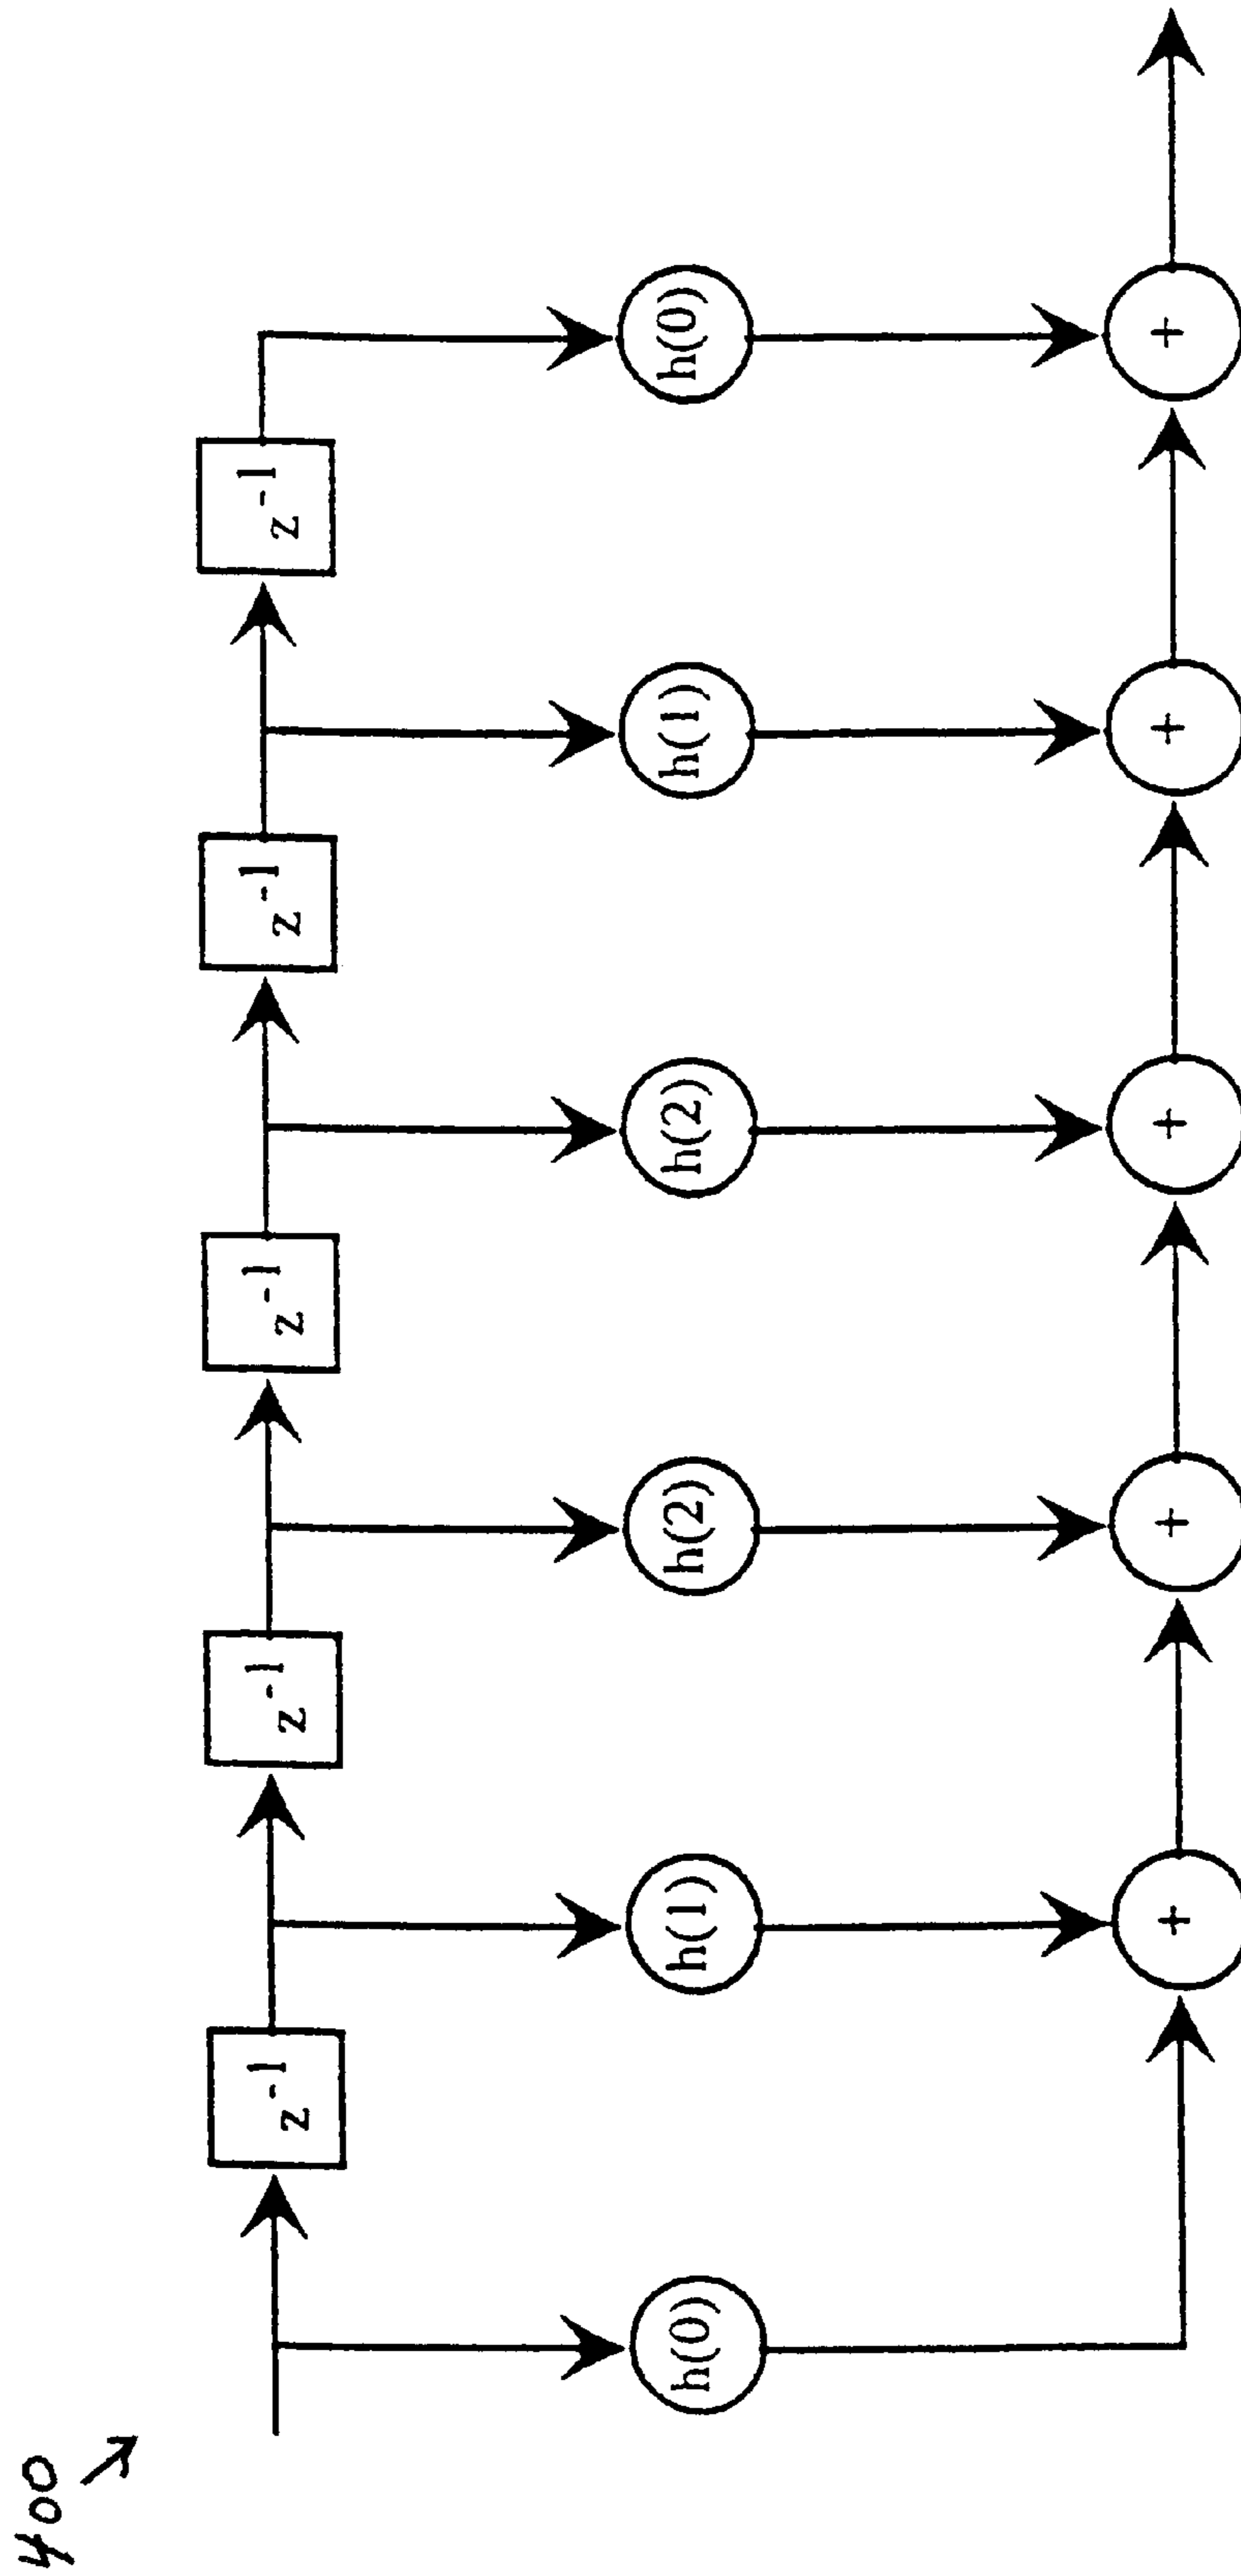 400
z⁻¹ z⁻¹ z⁻¹ z⁻¹ z⁻¹
h(0) h(1) h(2) h(2) h(1) h(0)
+ + + + +